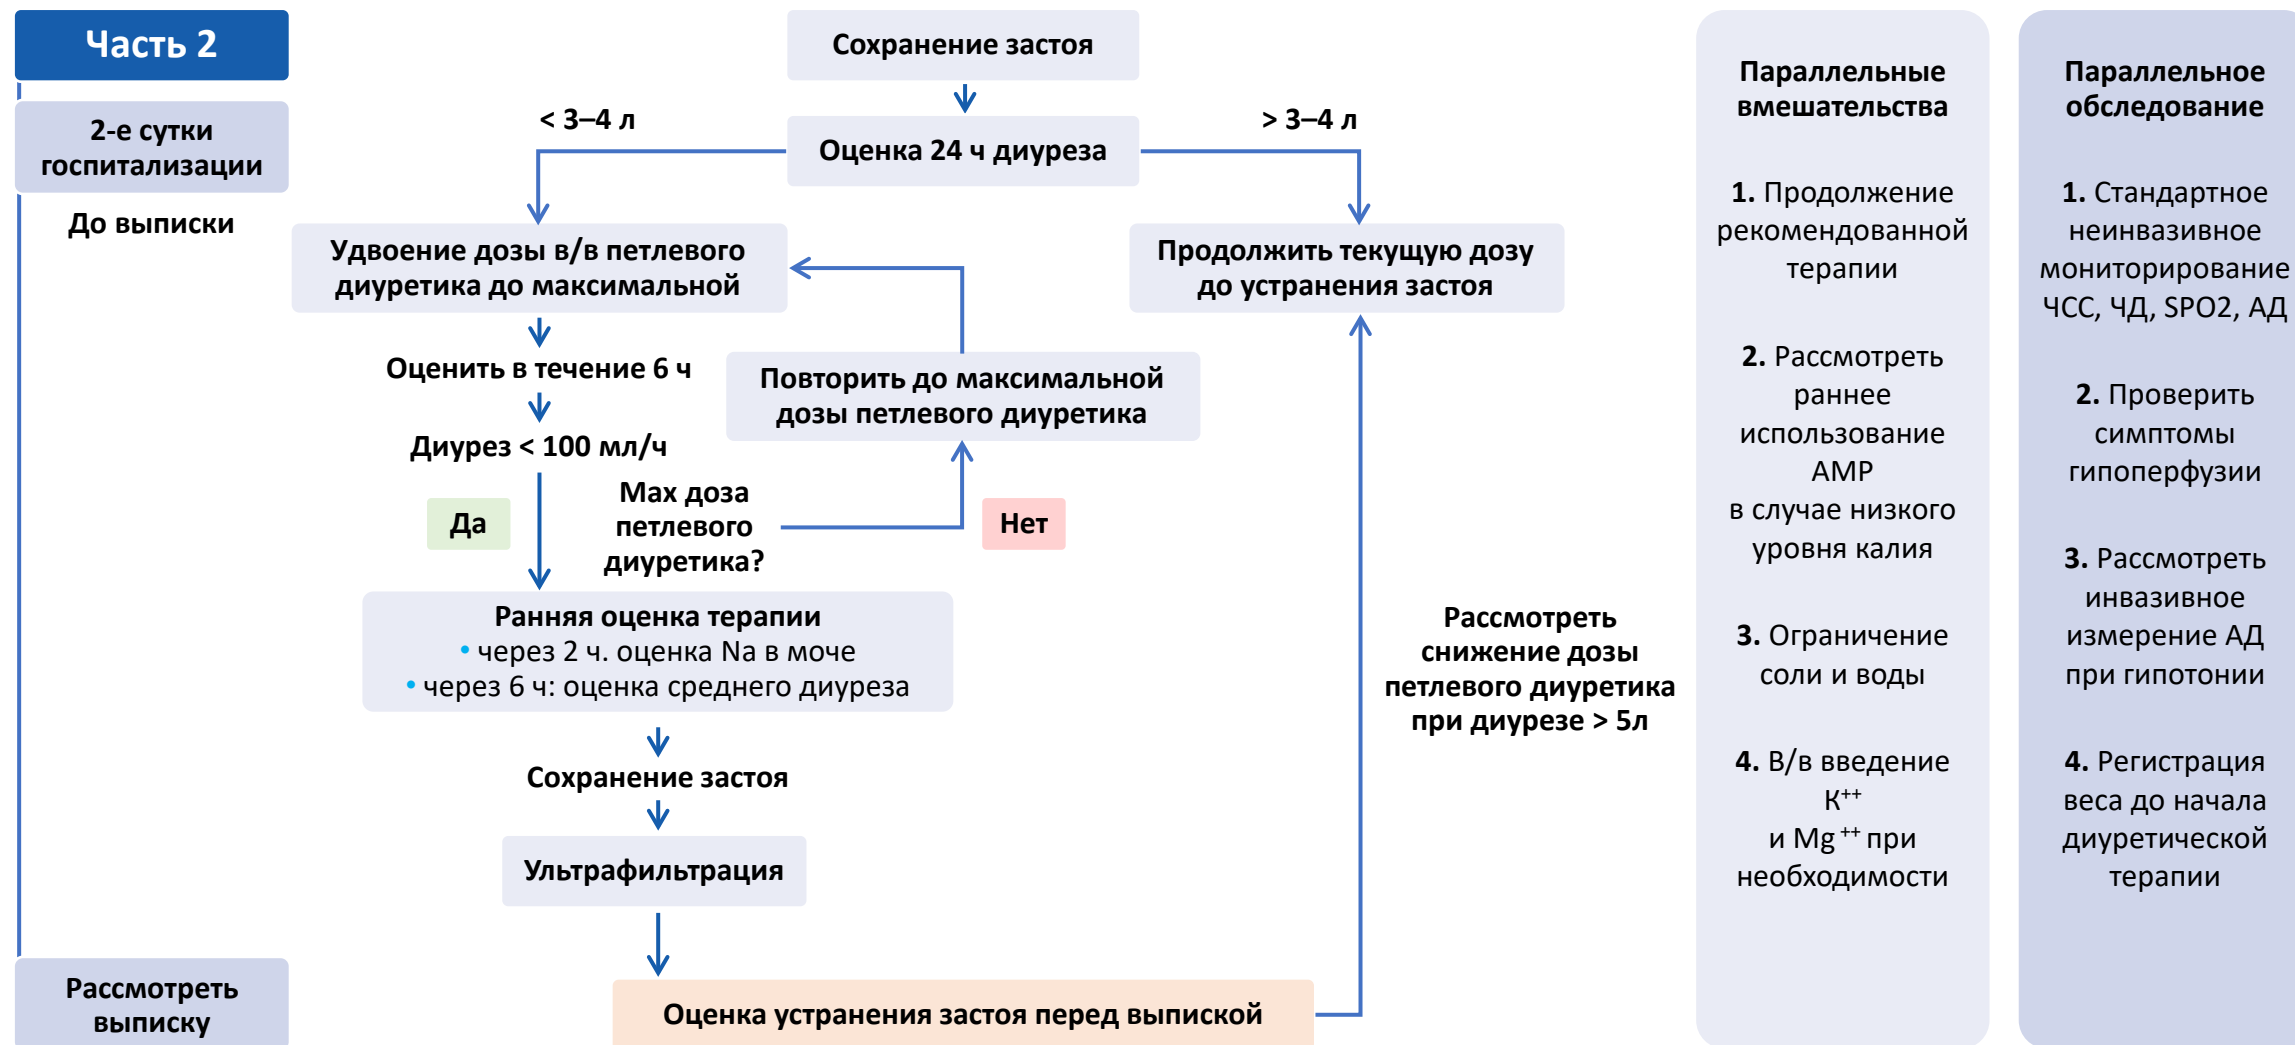 Часть 2
2-е сутки
госпитализации
До выписки
Рассмотреть
выписку
Сохранение застоя
< 3–4 л
> 3–4 л
Оценка 24 ч диуреза
Удвоение дозы в/в петлевого
диуретика до максимальной
Продолжить текущую дозу
до устранения застоя
Оценить в течение 6 ч
Повторить до максимальной
дозы петлевого диуретика
Диурез < 100 мл/ч
Да
Мах доза
петлевого
диуретика?
Нет
Ранняя оценка терапии
• через 2 ч. оценка Na в моче
• через 6 ч: оценка среднего диуреза
Рассмотреть
снижение дозы
петлевого диуретика
при диурезе > 5л
Сохранение застоя
Ультрафильтрация
Оценка устранения застоя перед выпиской
Параллельные
вмешательства
1. Продолжение
рекомендованной
терапии
2. Рассмотреть
раннее
использование
АМР
в случае низкого
уровня калия
3. Ограничение
соли и воды
4. В/в введение
K⁺⁺
и Mg ⁺⁺ при
необходимости
Параллельное
обследование
1. Стандартное
неинвазивное
мониторирование
ЧСС, ЧД, SPO2, АД
2. Проверить
симптомы
гипоперфузии
3. Рассмотреть
инвазивное
измерение АД
при гипотонии
4. Регистрация
веса до начала
диуретической
терапии